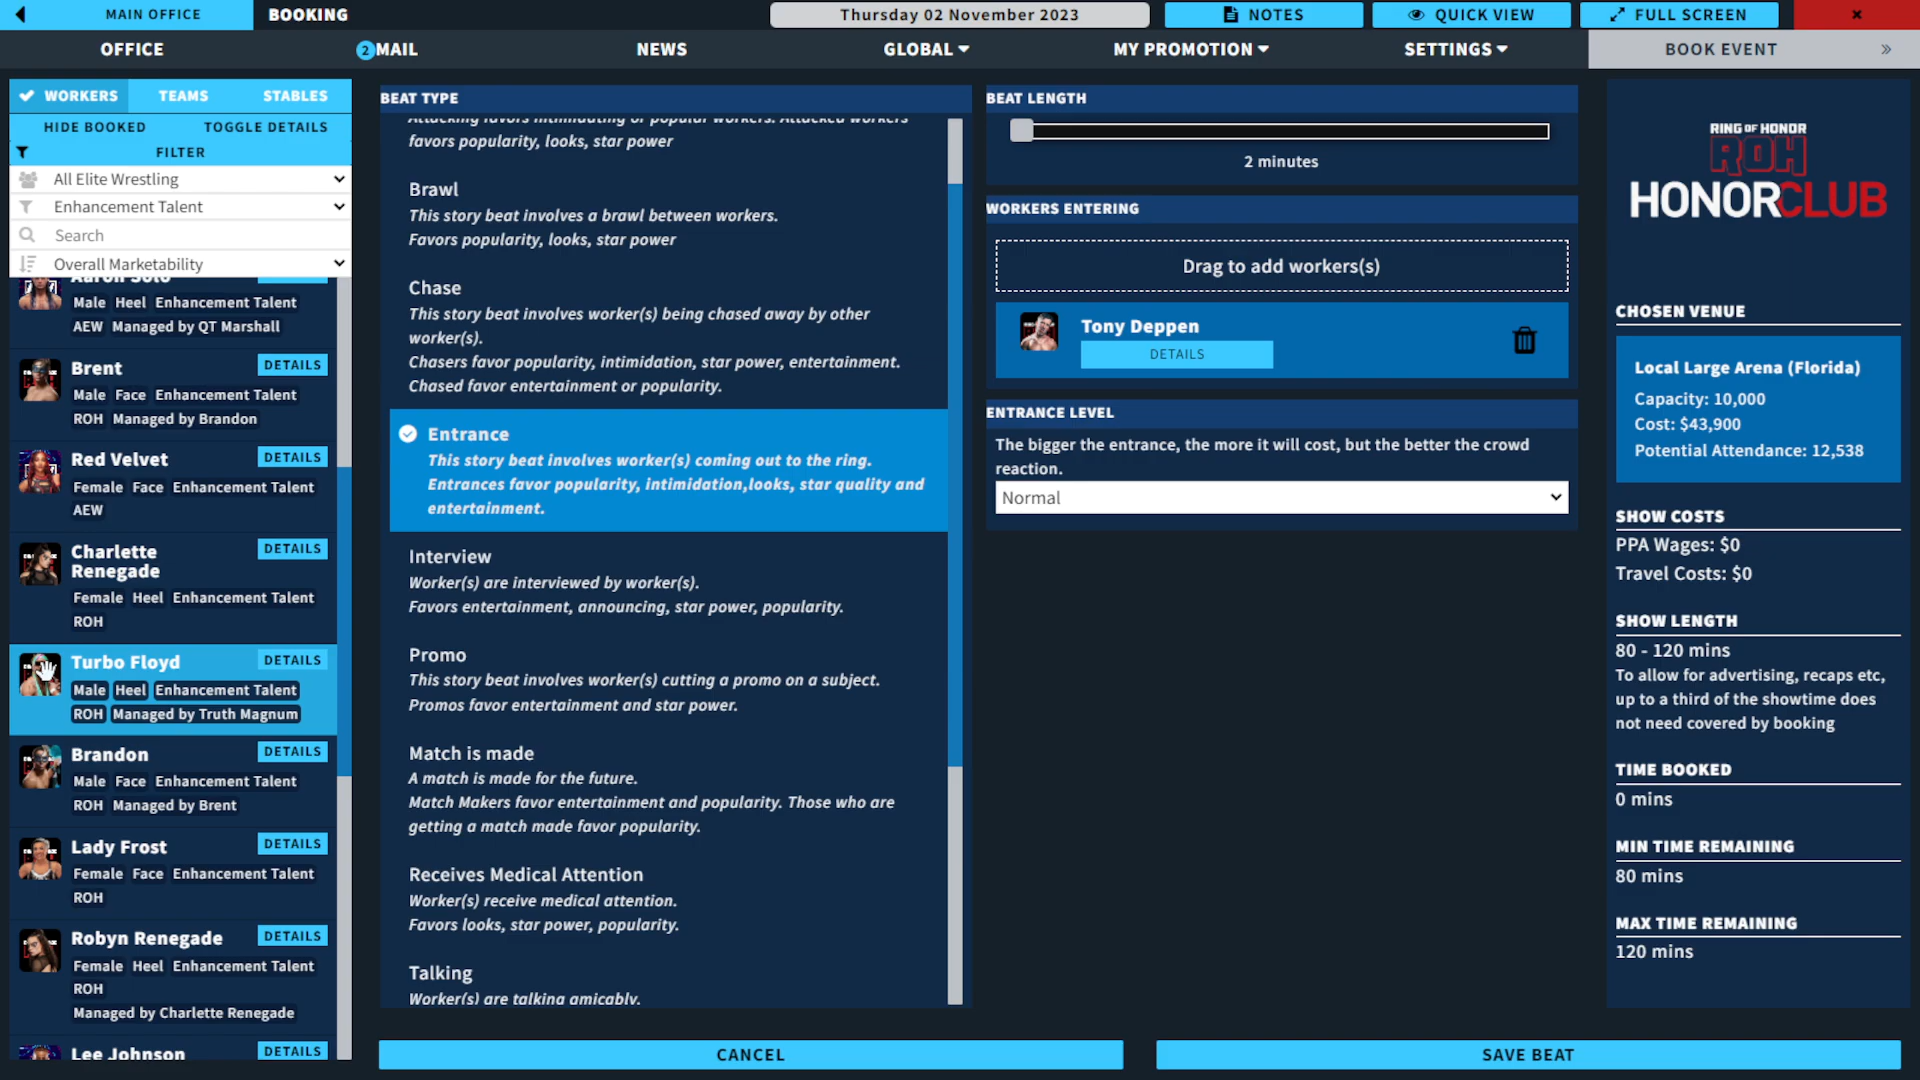 MAIN OFFICE
BOOKING
Thursday 02 November 2023
NOTES
QUICK VIEW
FULL SCREEN
OFFICE
2 MAIL
NEWS
GLOBAL
MY PROMOTION
SETTINGS
BOOK EVENT
WORKERS
TEAMS
STABLES
HIDE BOOKED
TOGGLE DETAILS
FILTER
All Elite Wrestling
Enhancement Talent
Search
Overall Marketability
Aaron Solo
Male Heel Enhancement Talent
AEW Managed by QT Marshall
Brent
DETAILS
Male Face Enhancement Talent
ROH Managed by Brandon
Red Velvet
DETAILS
Female Face Enhancement Talent
AEW
Charlette
Renegade
DETAILS
Female Heel Enhancement Talent
ROH
Turbo Floyd
DETAILS
Male Heel Enhancement Talent
ROH Managed by Truth Magnum
Brandon
DETAILS
Male Face Enhancement Talent
ROH Managed by Brent
Lady Frost
DETAILS
Female Face Enhancement Talent
ROH
Robyn Renegade
DETAILS
Female Heel Enhancement Talent
ROH
Managed by Charlette Renegade
Lee Johnson
DETAILS
BEAT TYPE
Attacking favors intimidating or popular workers. Attacked workers
favors popularity, looks, star power
Brawl
This story beat involves a brawl between workers.
Favors popularity, looks, star power
Chase
This story beat involves worker(s) being chased away by other
worker(s).
Chasers favor popularity, intimidation, star power, entertainment.
Chased favor entertainment or popularity.
Entrance
This story beat involves worker(s) coming out to the ring.
Entrances favor popularity, intimidation,looks, star quality and
entertainment.
Interview
Worker(s) are interviewed by worker(s).
Favors entertainment, announcing, star power, popularity.
Promo
This story beat involves worker(s) cutting a promo on a subject.
Promos favor entertainment and star power.
Match is made
A match is made for the future.
Match Makers favor entertainment and popularity. Those who are
getting a match made favor popularity.
Receives Medical Attention
Worker(s) receive medical attention.
Favors looks, star power, popularity.
Talking
Worker(s) are talking amicably.
BEAT LENGTH
2 minutes
WORKERS ENTERING
Drag to add workers(s)
Tony Deppen
DETAILS
ENTRANCE LEVEL
The bigger the entrance, the more it will cost, but the better the crowd
reaction.
Normal
RING OF HONOR
ROH
HONORCLUB
CHOSEN VENUE
Local Large Arena (Florida)
Capacity: 10,000
Cost: $43,900
Potential Attendance: 12,538
SHOW COSTS
PPA Wages: $0
Travel Costs: $0
SHOW LENGTH
80 - 120 mins
To allow for advertising, recaps etc,
up to a third of the showtime does
not need covered by booking
TIME BOOKED
0 mins
MIN TIME REMAINING
80 mins
MAX TIME REMAINING
120 mins
CANCEL
SAVE BEAT